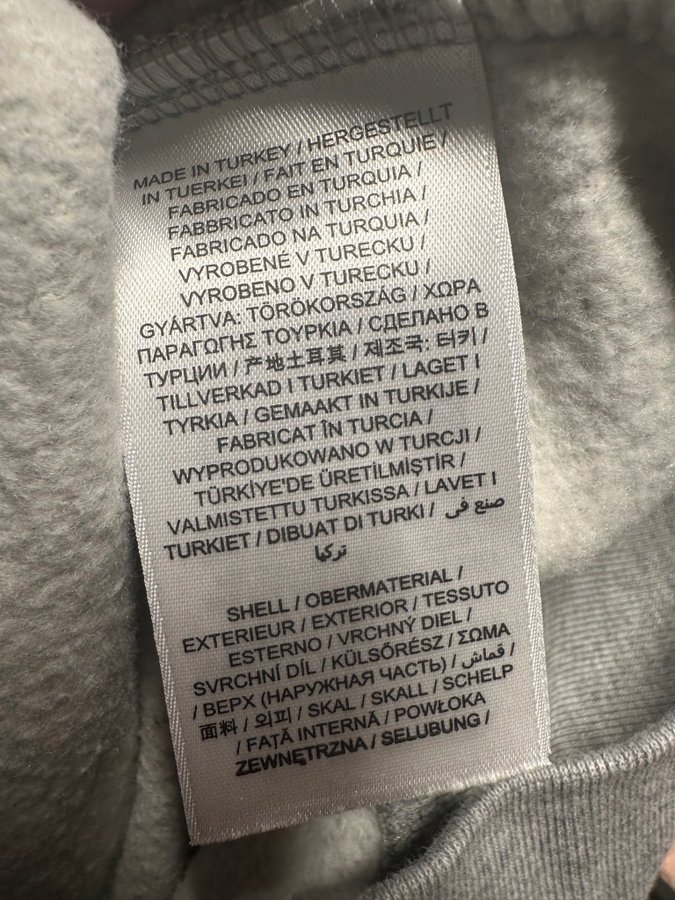 MADE IN TURKEY / HERGESTELLT
IN TUERKEI / FAIT EN TURQUIE /
FABRICADO EN TURQUIA /
FABBRICATO IN TURCHIA /
FABRICADO NA TURQUIA /
VYROBENÉ V TURECKU /
VYROBENO V TURECKU /
GYÁRTVA: TÖRÖKORSZÁG / ΧΩΡΑ
ΠΑΡΑΓΩΓΗΣ ΤΟΥΡΚΙΑ / СДЕЛАНО В
ТУРЦИИ / 产地土耳其 / 제조국: 터키 /
TILLVERKAD I TURKIET / LAGET I
TYRKIA / GEMAAKT IN TURKIJE /
FABRICAT ÎN TURCIA /
WYPRODUKOWANO W TURCJI /
TÜRKİYE'DE ÜRETİLMİŞTİR /
VALMISTETTU TURKISSA / LAVET I
TURKIET / DIBUAT DI TURKI / صنع في
تركيا
SHELL / OBERMATERIAL /
EXTERIEUR / EXTERIOR / TESSUTO
ESTERNO / VRCHNÝ DIEL /
SVRCHNÍ DÍL / KÜLSŐRÉSZ / ΣΩΜΑ
/ ВЕРХ (НАРУЖНАЯ ЧАСТЬ) / قماش /
面料 / 외피 / SKAL / SKALL / SCHELP
/ FAȚĂ INTERNĂ / POWŁOKA
ZEWNĘTRZNA / SELUBUNG /